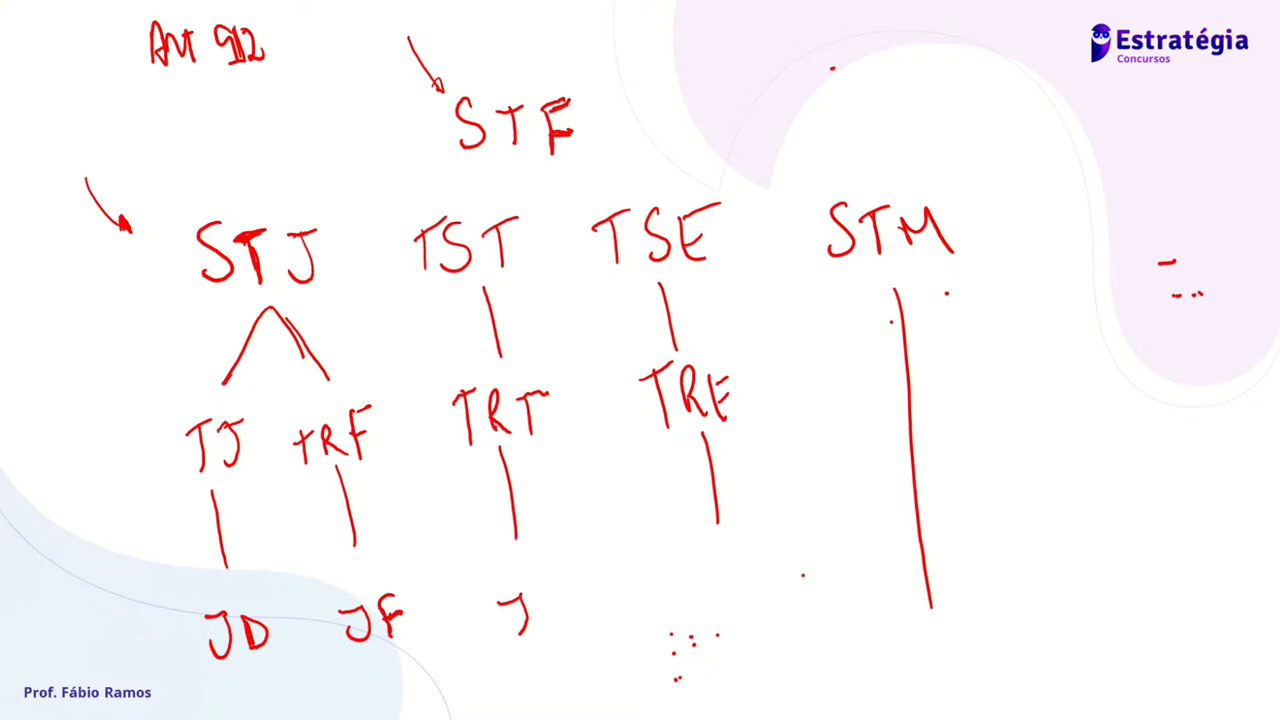 Art 92
Estratégia
Concursos
STF
STJ TST TSE STM
TJ TRF TRT TRE
JD JF J
Prof. Fábio Ramos